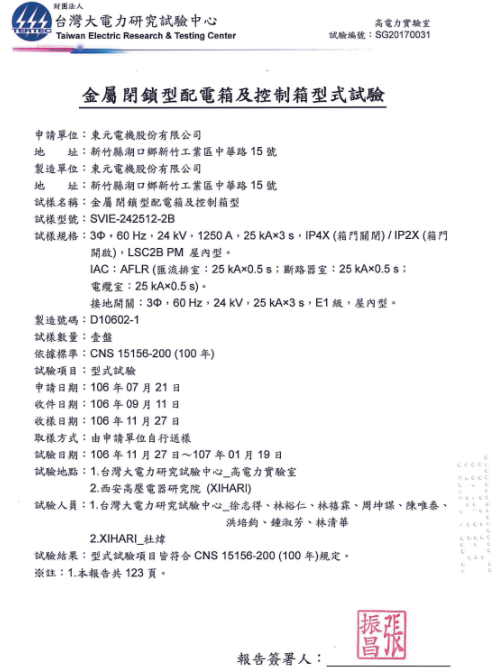 財團法人
台灣大電力研究試驗中心
Taiwan Electric Research & Testing Center
TERTEC
高電力實驗室
試驗編號：SG20170031
金屬閉鎖型配電箱及控制箱型式試驗
申請單位：東元電機股份有限公司
地　　址：新竹縣湖口鄉新竹工業區中華路 15 號
製造單位：東元電機股份有限公司
地　　址：新竹縣湖口鄉新竹工業區中華路 15 號
試樣名稱：金屬閉鎖型配電箱及控制箱型
試樣型號：SVIE-242512-2B
試樣規格：3Φ，60 Hz，24 kV，1250 A，25 kA×3 s，IP4X (箱門關閉) / IP2X (箱門
開啟)，LSC2B PM 屋內型。
IAC：AFLR (匯流排室：25 kA×0.5 s；斷路器室：25 kA×0.5 s；
電纜室：25 kA×0.5 s)。
接地開關：3Φ，60 Hz，24 kV，25 kA×3 s，E1 級，屋內型。
製造號碼：D10602-1
試樣數量：壹盤
依據標準：CNS 15156-200 (100 年)
試驗項目：型式試驗
申請日期：106 年 07 月 21 日
收件日期：106 年 09 月 11 日
收樣日期：106 年 11 月 27 日
取樣方式：由申請單位自行送樣
試驗日期：106 年 11 月 27 日～107 年 01 月 19 日
試驗地點：1.台灣大電力研究試驗中心_高電力實驗室
2.西安高壓電器研究院 (XIHARI)
試驗人員：1.台灣大電力研究試驗中心_徐志得、林裕仁、林禧霖、周坤謀、陳唯泰、
洪培鈞、鍾淑芳、林清華
2.XIHARI_杜煒
試驗結果：型式試驗項目皆符合 CNS 15156-200 (100 年)規定。
※註：1.本報告共 123 頁。
報告簽署人：
張振昌